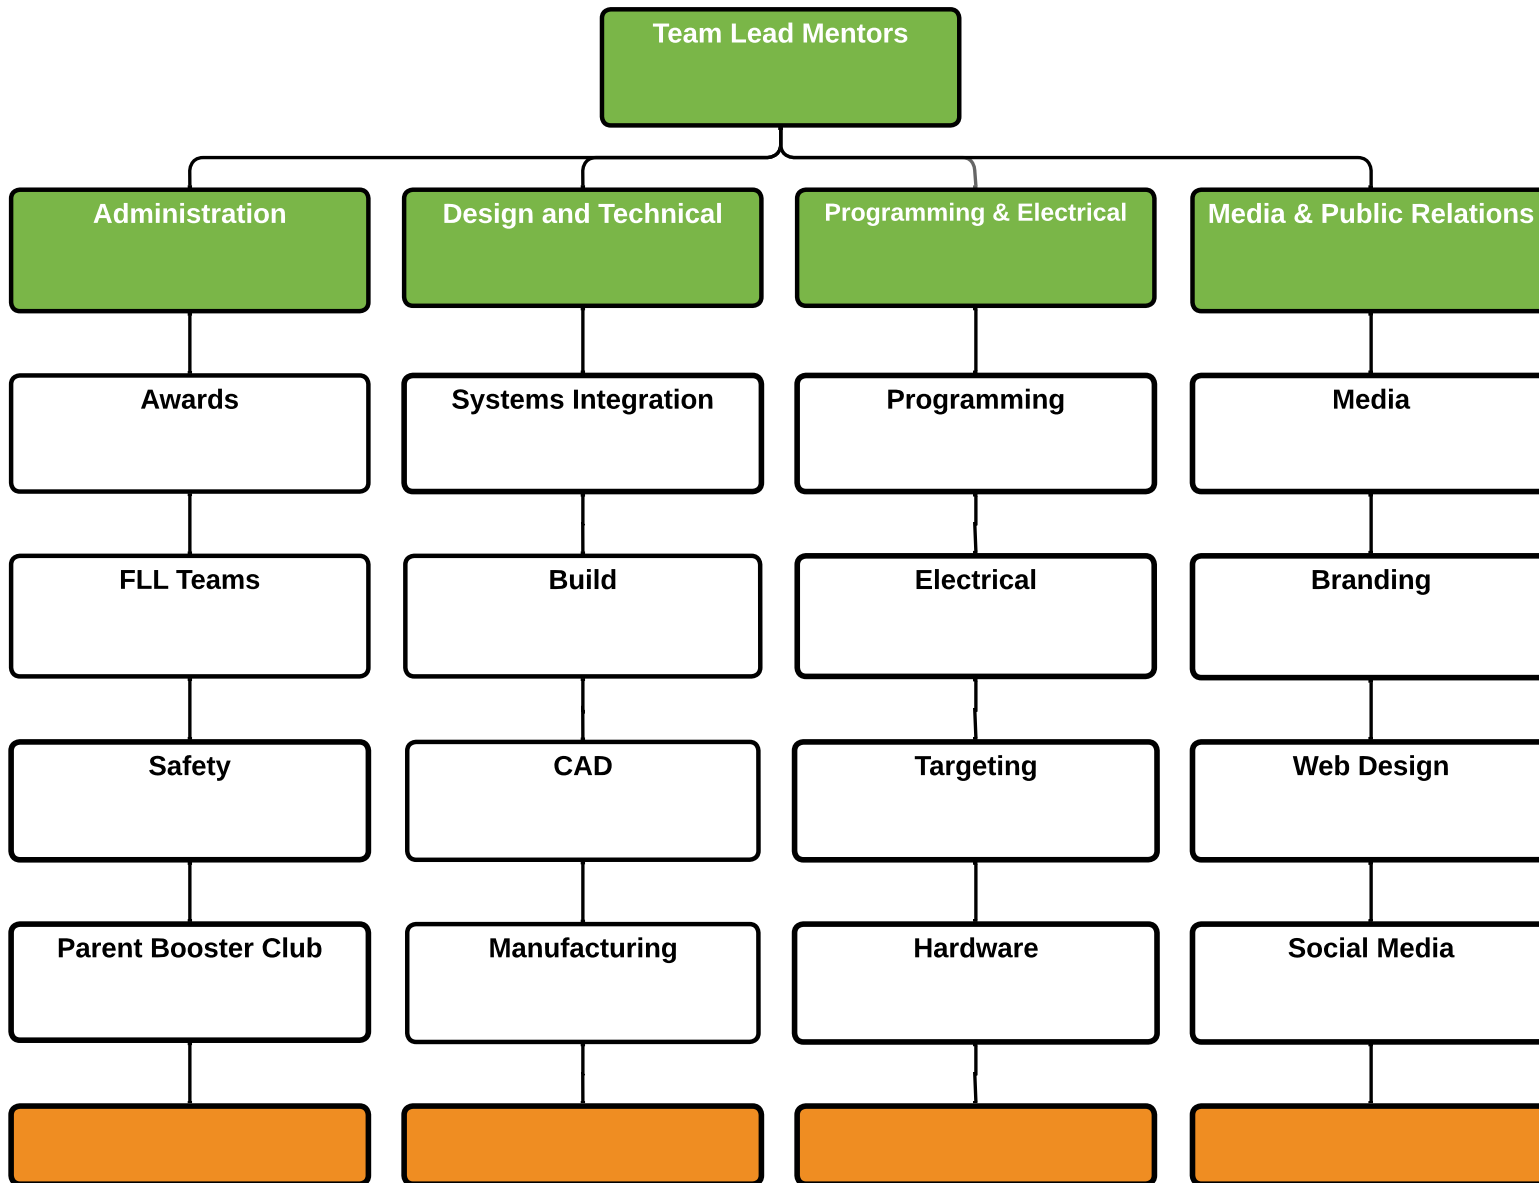 Team Lead Mentors
Administration
Design and Technical
Programming & Electrical
Media & Public Relations
Awards
Systems Integration
Programming
Media
FLL Teams
Build
Electrical
Branding
Safety
CAD
Targeting
Web Design
Parent Booster Club
Manufacturing
Hardware
Social Media